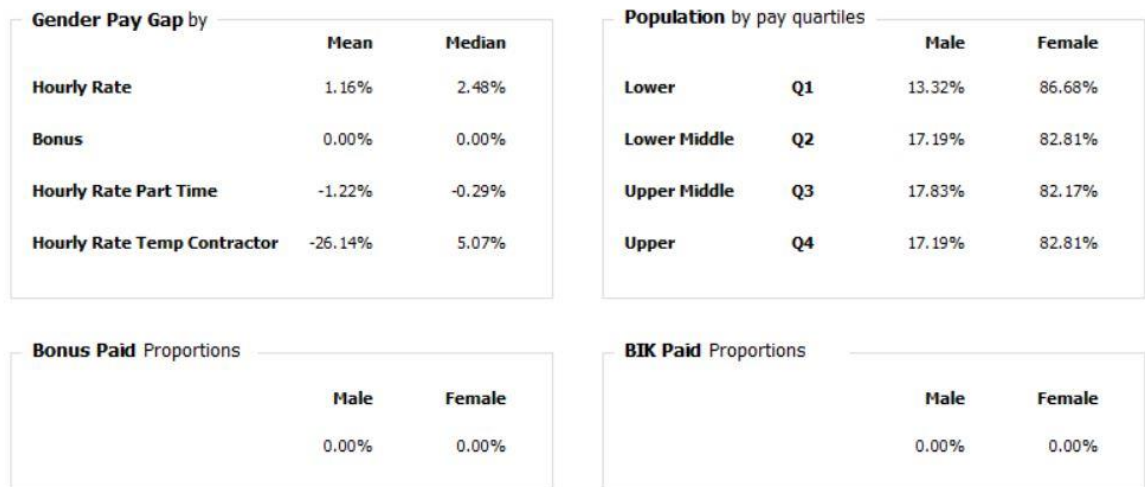 Gender Pay Gap by
Mean Median
Hourly Rate 1.16% 2.48%
Bonus 0.00% 0.00%
Hourly Rate Part Time -1.22% -0.29%
Hourly Rate Temp Contractor -26.14% 5.07%
Population by pay quartiles
Male Female
Lower Q1 13.32% 86.68%
Lower Middle Q2 17.19% 82.81%
Upper Middle Q3 17.83% 82.17%
Upper Q4 17.19% 82.81%
Bonus Paid Proportions
Male Female
0.00% 0.00%
BIK Paid Proportions
Male Female
0.00% 0.00%